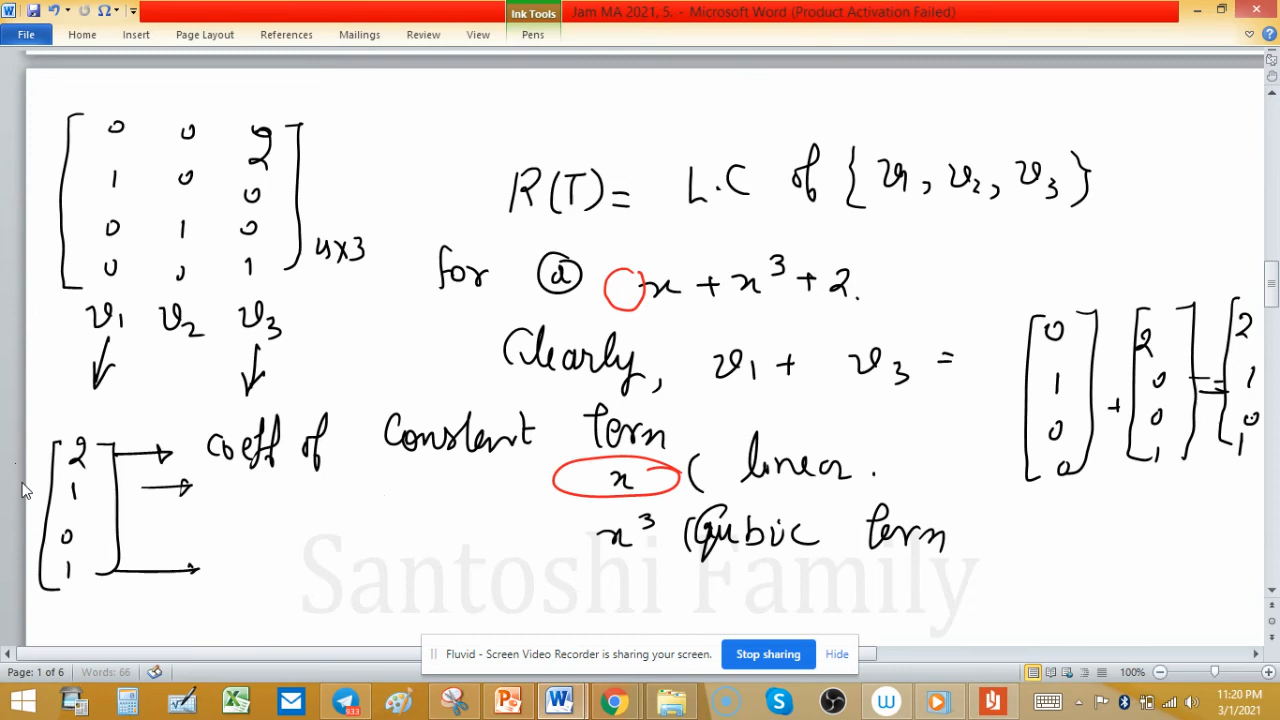 Ink Tools
Jam MA 2021, 5. - Microsoft Word (Product Activation Failed)
File Home Insert Page Layout References Mailings Review View Pens
0 0 2
1 0 0
0 1 0
0 0 1
4x3
v1 v2 v3
R(T) = L.C of {v1, v2, v3}
for a x + x³ + 2.
Clearly, v1 + v3 =
0 1 0 0 + 2 0 0 1 = 2 1 0 1
2 1 0 1
coeff of Constant term
x ( linear.
x³ (Qubic term
Santoshi Family
Fluvid - Screen Video Recorder is sharing your screen. Stop sharing Hide
Page: 1 of 6 Words: 66 100%
933
11:20 PM
3/1/2021